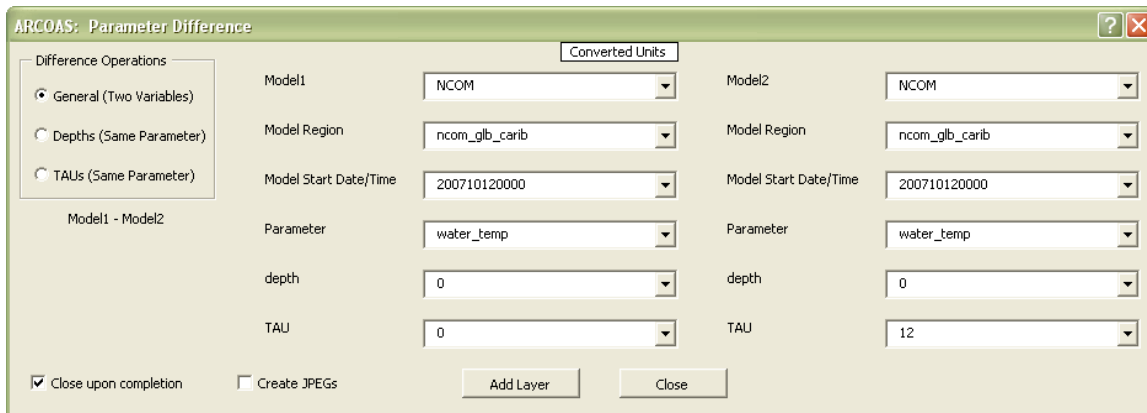 ARCOAS: Parameter Difference
Converted Units
Difference Operations
General (Two Variables)
Depths (Same Parameter)
TAUs (Same Parameter)
Model1 - Model2
Model1 NCOM Model2 NCOM
Model Region ncom_glb_carib Model Region ncom_glb_carib
Model Start Date/Time 200710120000 Model Start Date/Time 200710120000
Parameter water_temp Parameter water_temp
depth 0 depth 0
TAU 0 TAU 12
Close upon completion Create JPEGs Add Layer Close